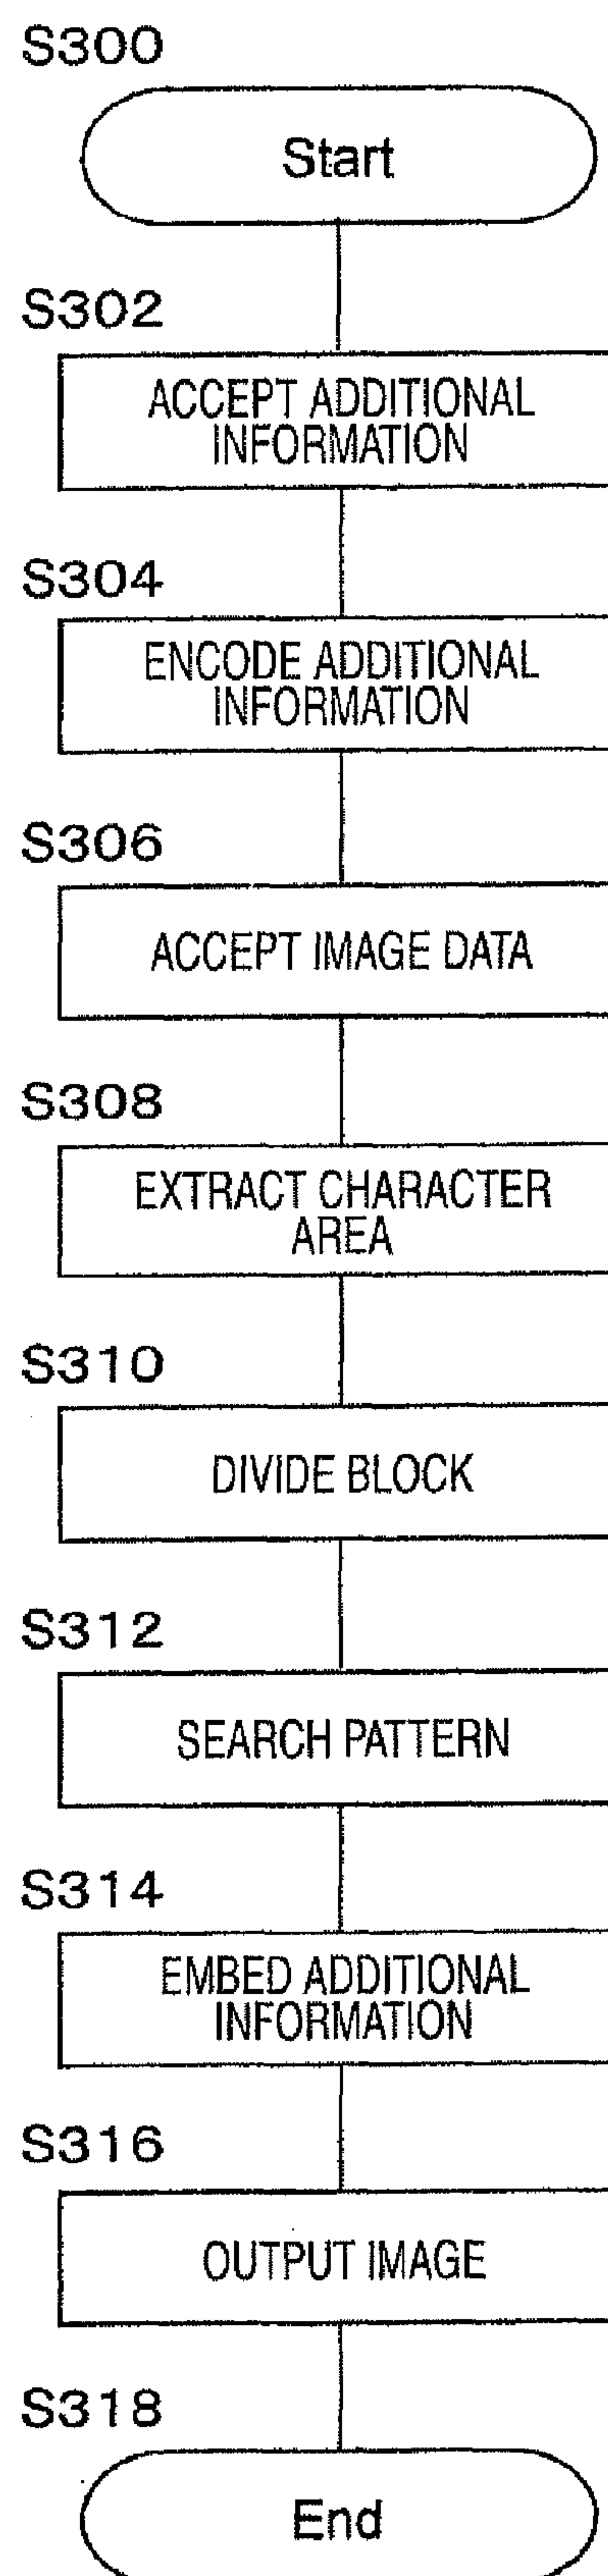 S300
Start
S302
ACCEPT ADDITIONAL
INFORMATION
S304
ENCODE ADDITIONAL
INFORMATION
S306
ACCEPT IMAGE DATA
S308
EXTRACT CHARACTER
AREA
S310
DIVIDE BLOCK
S312
SEARCH PATTERN
S314
EMBED ADDITIONAL
INFORMATION
S316
OUTPUT IMAGE
S318
End